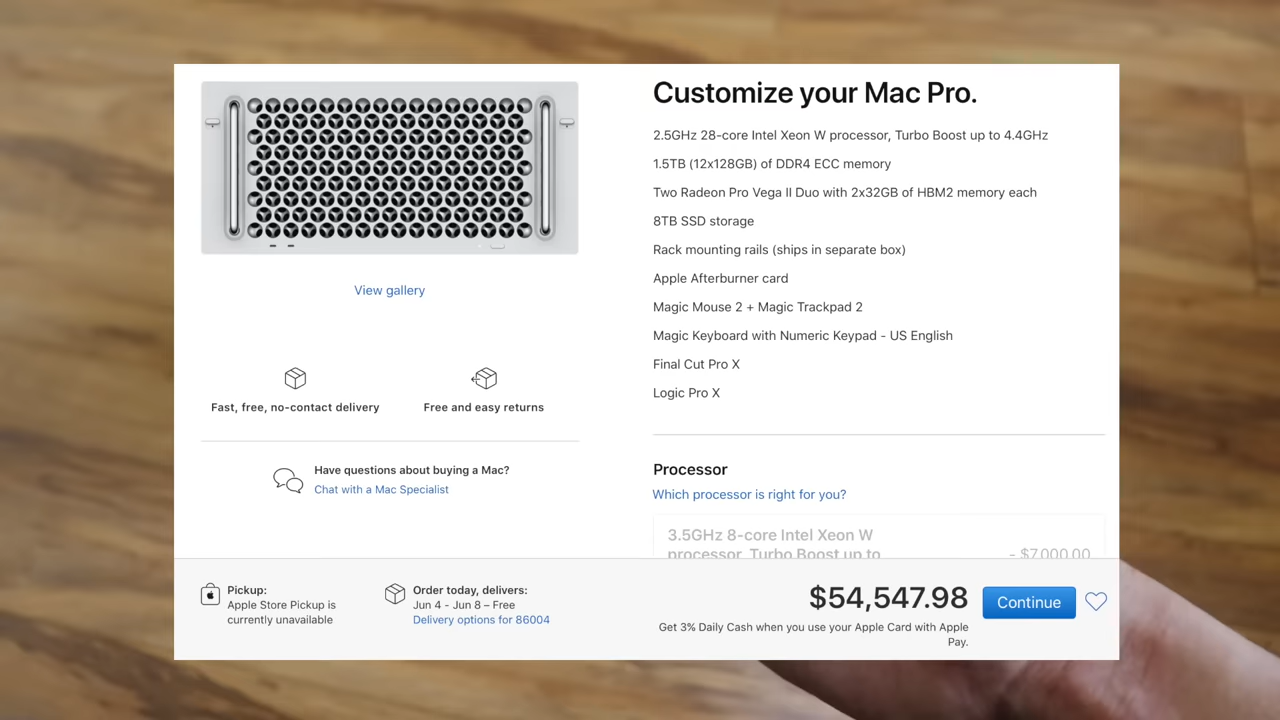 Customize your Mac Pro.
2.5GHz 28-core Intel Xeon W processor, Turbo Boost up to 4.4GHz
1.5TB (12x128GB) of DDR4 ECC memory
Two Radeon Pro Vega II Duo with 2x32GB of HBM2 memory each
8TB SSD storage
Rack mounting rails (ships in separate box)
Apple Afterburner card
Magic Mouse 2 + Magic Trackpad 2
Magic Keyboard with Numeric Keypad - US English
Final Cut Pro X
Logic Pro X
View gallery
Fast, free, no-contact delivery
Free and easy returns
Have questions about buying a Mac?
Chat with a Mac Specialist
Processor
Which processor is right for you?
3.5GHz 8-core Intel Xeon W
processor, Turbo Boost up to
- $7,000.00
Pickup:
Apple Store Pickup is
currently unavailable
Order today, delivers:
Jun 4 - Jun 8 – Free
Delivery options for 86004
$54,547.98
Get 3% Daily Cash when you use your Apple Card with Apple
Pay.
Continue